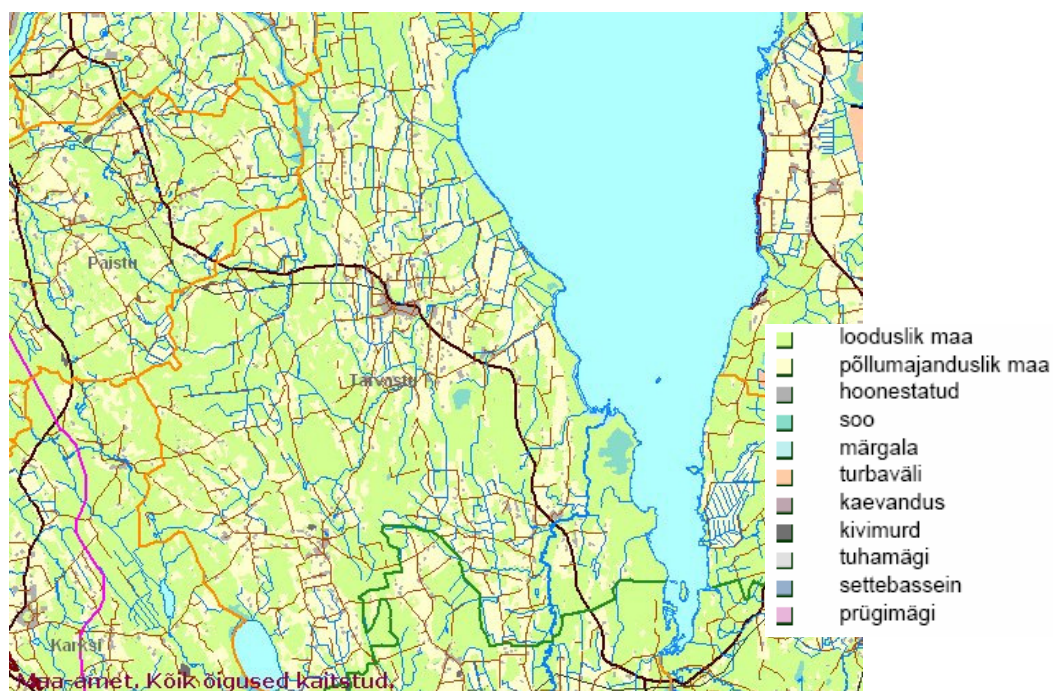 Paistu
Tarvastu
Karksi
Maa-amet. Kõik õigused kaitstud.
looduslik maa
põllumajanduslik maa
hoonestatud
soo
märgala
turbaväli
kaevandus
kivimurd
tuhamägi
settebassein
prügimägi